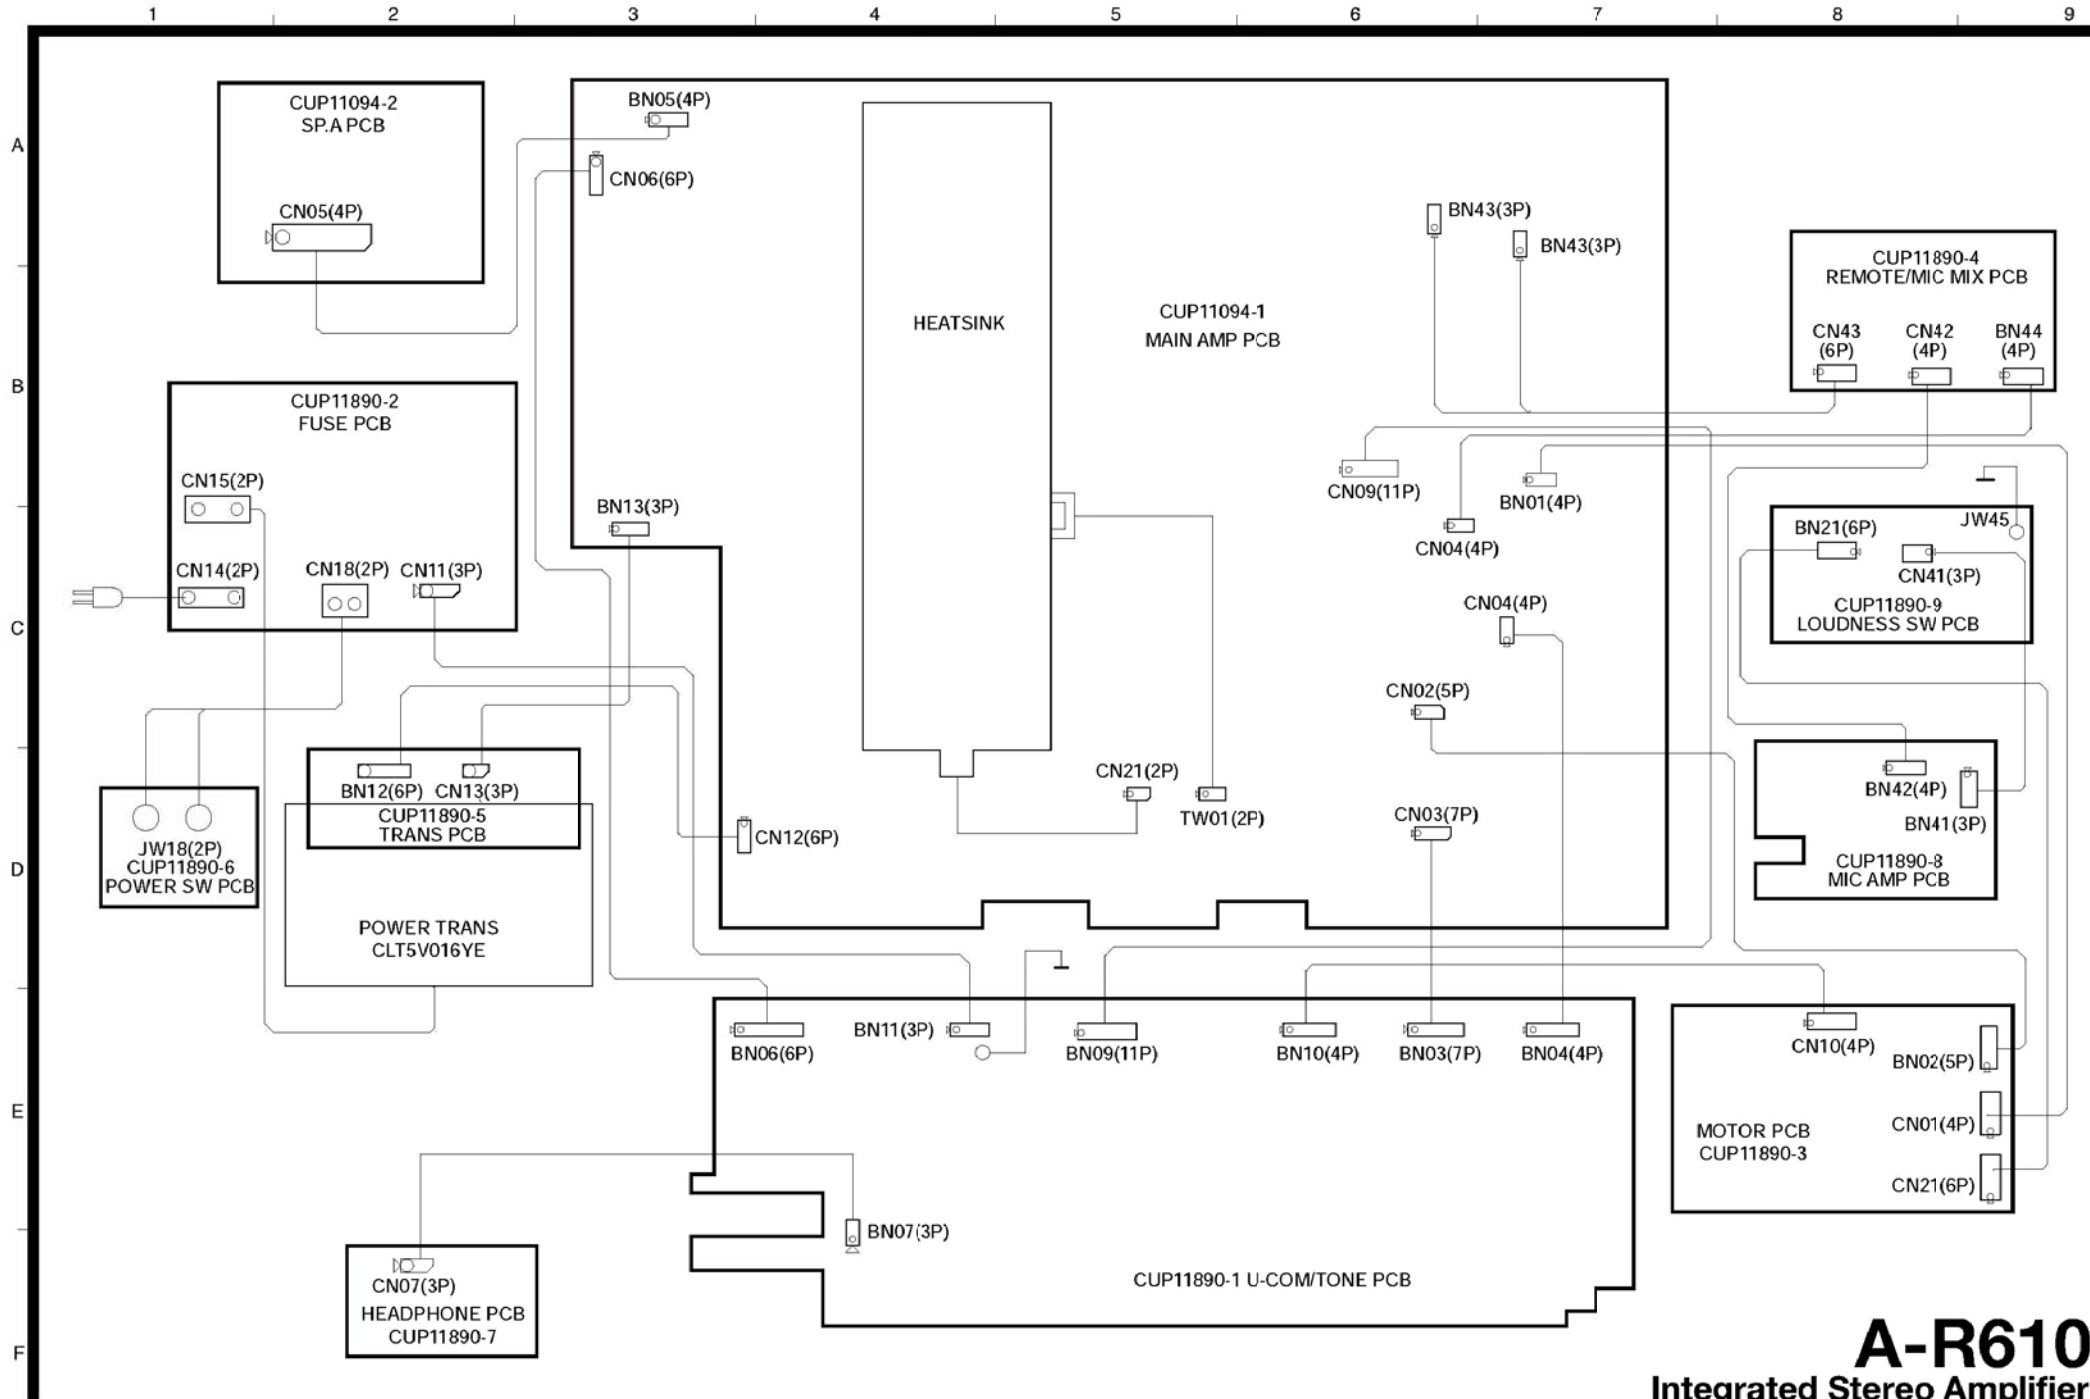 1 2 3 4 5 6 7 8 9
A
B
C
D
E
F
CUP11094-2
SP.A PCB
CN05(4P)
BN05(4P)
CN06(6P)
HEATSINK
CUP11094-1
MAIN AMP PCB
BN43(3P)
BN43(3P)
CUP11890-4
REMOTE/MIC MIX PCB
CN43 CN42 BN44
(6P) (4P) (4P)
CUP11890-2
FUSE PCB
CN15(2P)
CN14(2P)
CN18(2P)
CN11(3P)
BN13(3P)
CN09(11P)
BN01(4P)
CN04(4P)
CN04(4P)
CN02(5P)
BN21(6P)
JW45
CN41(3P)
CUP11890-9
LOUDNESS SW PCB
JW18(2P)
CUP11890-6
POWER SW PCB
BN12(6P) CN13(3P)
CUP11890-5
TRANS PCB
POWER TRANS
CLT5V016YE
CN12(6P)
CN21(2P)
TW01(2P)
CN03(7P)
BN42(4P)
BN41(3P)
CUP11890-8
MIC AMP PCB
BN06(6P)
BN11(3P)
BN09(11P)
BN10(4P)
BN03(7P)
BN04(4P)
CN10(4P)
BN02(5P)
CN01(4P)
CN21(6P)
MOTOR PCB
CUP11890-3
BN07(3P)
CUP11890-1 U-COM/TONE PCB
CN07(3P)
HEADPHONE PCB
CUP11890-7
A-R610
Integrated Stereo Amplifier